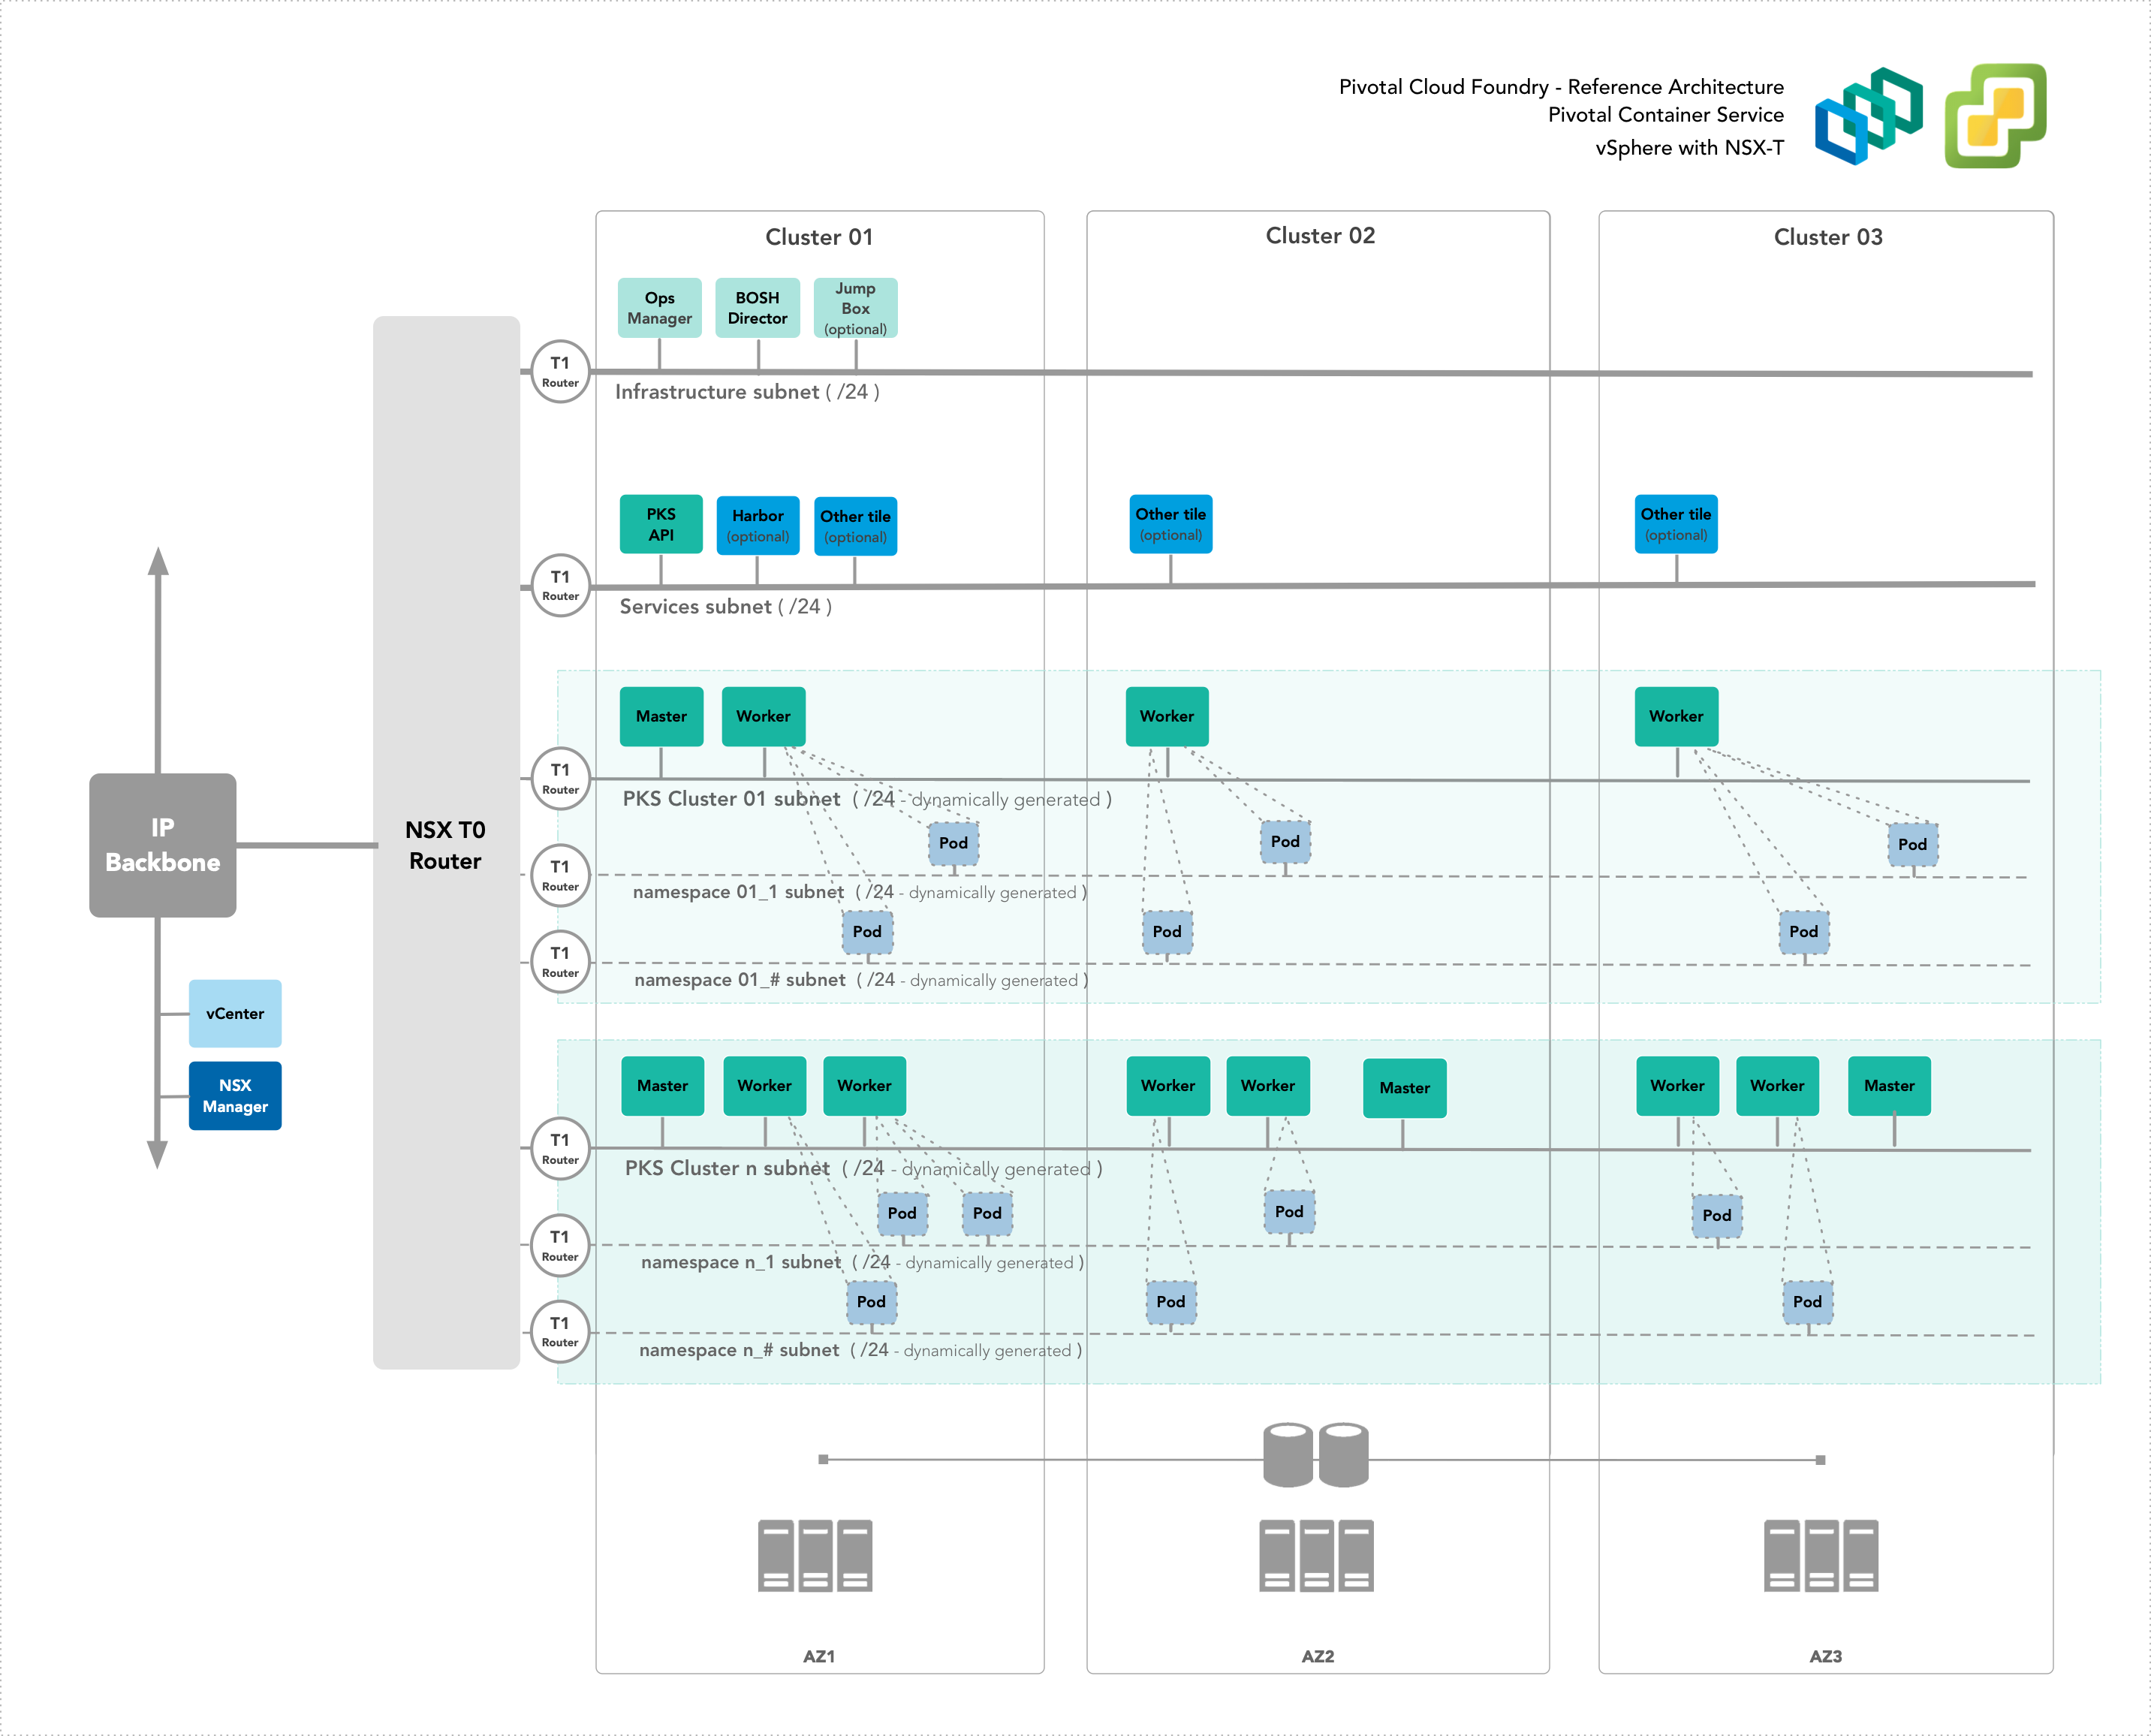 Pivotal Cloud Foundry - Reference Architecture
Pivotal Container Service
vSphere with NSX-T
Cluster 01
Cluster 02
Cluster 03
Ops
Manager
BOSH
Director
Jump
Box
(optional)
T1
Router
Infrastructure subnet ( /24 )
PKS
API
Harbor
(optional)
Other tile
(optional)
Other tile
(optional)
Other tile
(optional)
T1
Router
Services subnet ( /24 )
Master
Worker
Worker
Worker
T1
Router
PKS Cluster 01 subnet ( /24 - dynamically generated )
IP
Backbone
NSX T0
Router
Pod
Pod
Pod
T1
Router
namespace 01_1 subnet ( /24 - dynamically generated )
Pod
Pod
Pod
T1
Router
namespace 01_# subnet ( /24 - dynamically generated )
vCenter
NSX
Manager
Master
Worker
Worker
Worker
Worker
Master
Worker
Worker
Master
T1
Router
PKS Cluster n subnet ( /24 - dynamically generated )
Pod
Pod
Pod
Pod
T1
Router
namespace n_1 subnet ( /24 - dynamically generated )
Pod
Pod
Pod
T1
Router
namespace n_# subnet ( /24 - dynamically generated )
AZ1
AZ2
AZ3